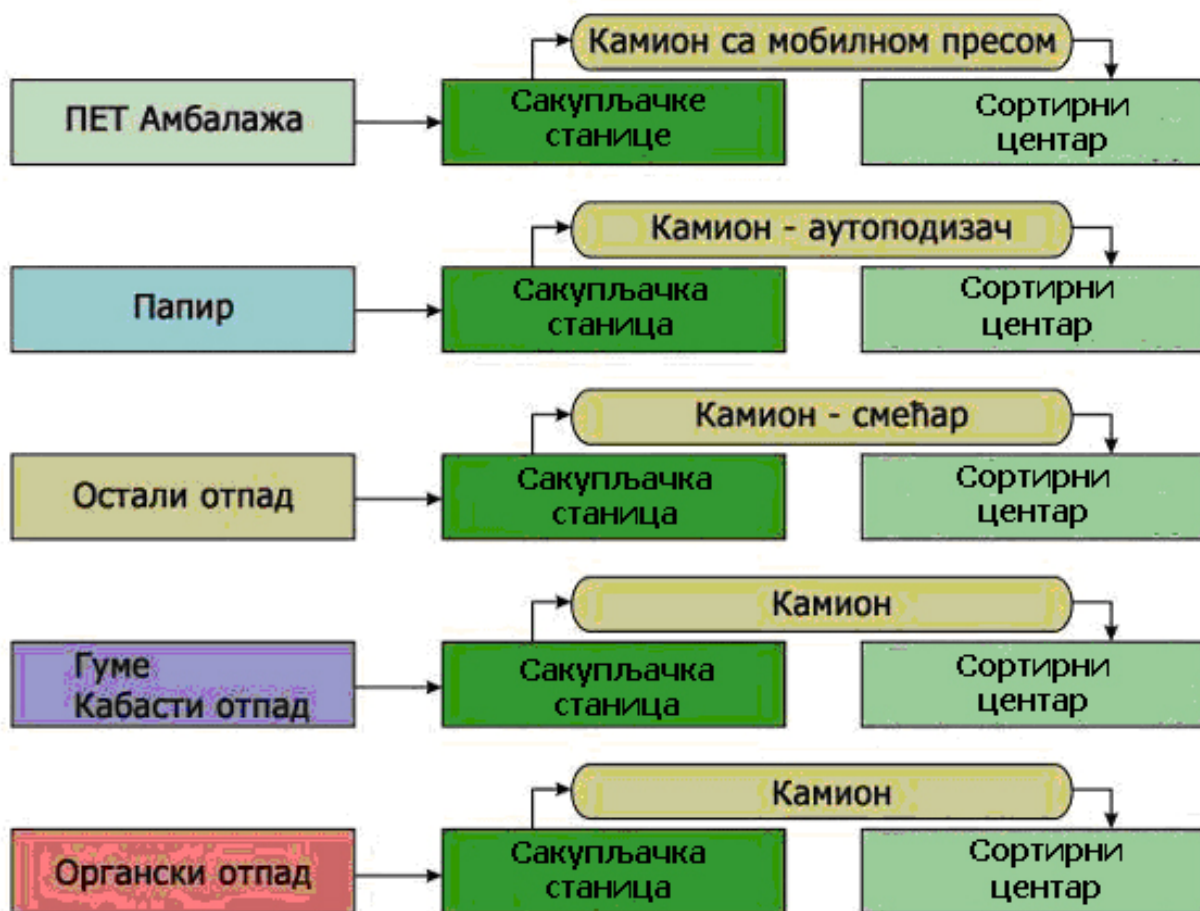 Камион са мобилном пресом
ПЕТ Амбалажа
Сакупљачке
станице
Сортирни
центар
Камион - аутоподизач
Папир
Сакупљачка
станица
Сортирни
центар
Камион - смећар
Остали отпад
Сакупљачка
станица
Сортирни
центар
Камион
Гуме
Кабасти отпад
Сакупљачка
станица
Сортирни
центар
Камион
Органски отпад
Сакупљачка
станица
Сортирни
центар